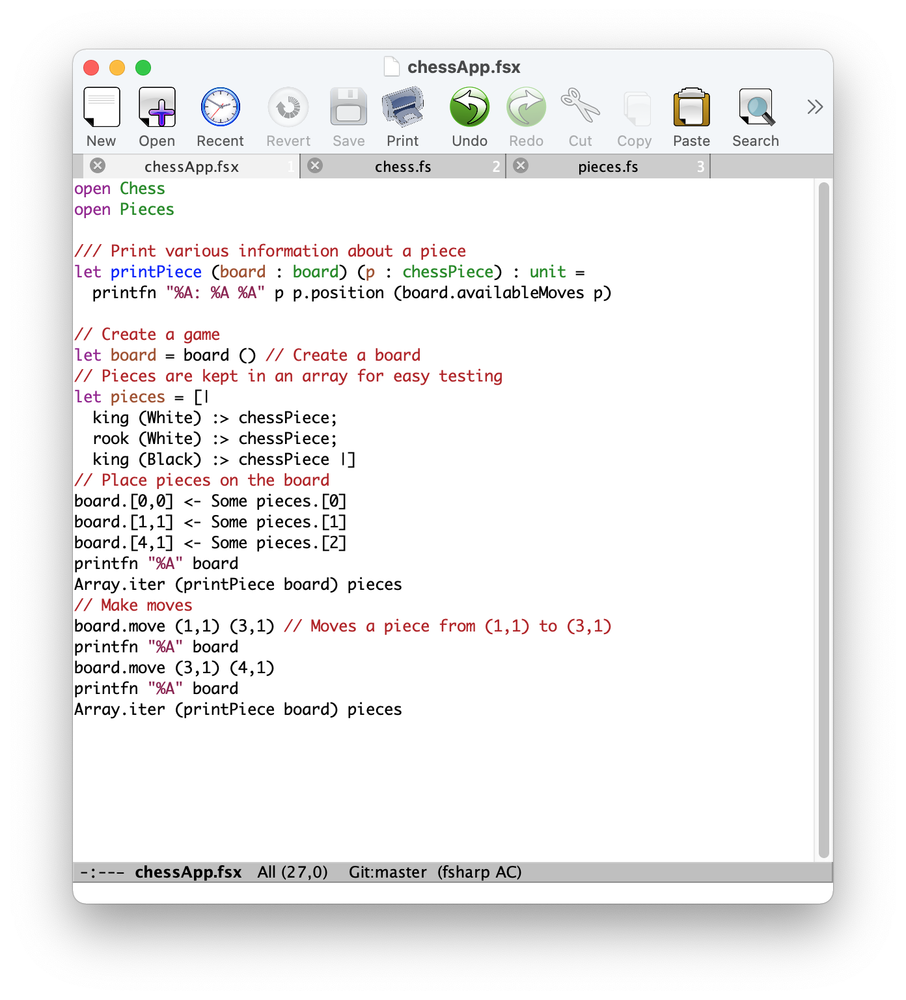 chessApp.fsx
New Open Recent Revert Save Print Undo Redo Cut Copy Paste Search
chessApp.fsx 1 chess.fs 2 pieces.fs 3
open Chess
open Pieces

/// Print various information about a piece
let printPiece (board : board) (p : chessPiece) : unit =
  printfn "%A: %A %A" p p.position (board.availableMoves p)

// Create a game
let board = board () // Create a board
// Pieces are kept in an array for easy testing
let pieces = [|
  king (White) :> chessPiece;
  rook (White) :> chessPiece;
  king (Black) :> chessPiece |]
// Place pieces on the board
board.[0,0] <- Some pieces.[0]
board.[1,1] <- Some pieces.[1]
board.[4,1] <- Some pieces.[2]
printfn "%A" board
Array.iter (printPiece board) pieces
// Make moves
board.move (1,1) (3,1) // Moves a piece from (1,1) to (3,1)
printfn "%A" board
board.move (3,1) (4,1)
printfn "%A" board
Array.iter (printPiece board) pieces
-:--- chessApp.fsx All (27,0) Git:master (fsharp AC)